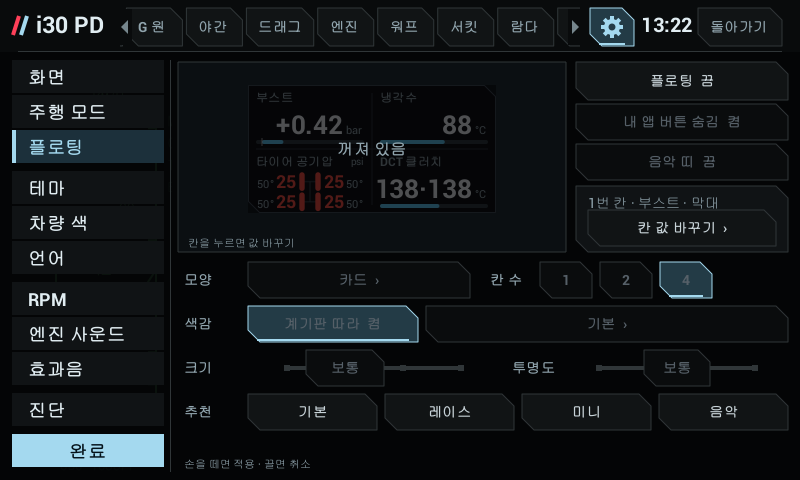 i30 PD
G 원 야간 드래그 엔진 워프 서킷 람다
13:22 돌아가기
화면
주행 모드
플로팅
테마
차량 색
언어
RPM
엔진 사운드
효과음
진단
완료
부스트 냉각수
+0.42 bar 88 °C
꺼져 있음
타이어 공기압 psi DCT 클러치
50° 25 25 50° 138·138 °C
50° 25 25 50°
칸을 누르면 값 바꾸기
플로팅 끔
내 앱 버튼 숨김 켬
음악 띠 끔
1번 칸 · 부스트 · 막대
칸 값 바꾸기 ›
모양 카드 › 칸 수 1 2 4
색감 계기판 따라 켬 기본 ›
크기 보통 투명도 보통
추천 기본 레이스 미니 음악
손을 떼면 적용 · 끌면 취소